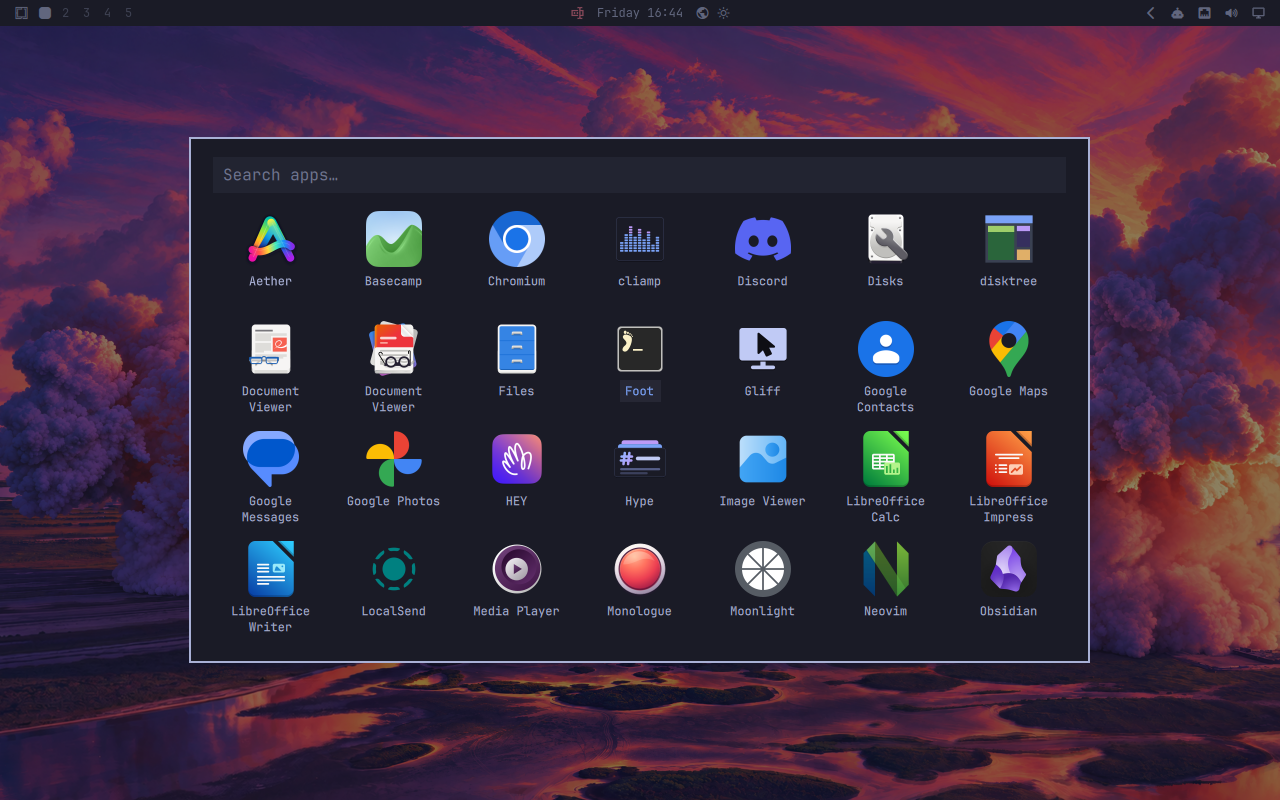 2 3 4 5
Friday 16:44
Search apps…
Aether
Basecamp
Chromium
cliamp
Discord
Disks
disktree
Document
Viewer
Document
Viewer
Files
Foot
Gliff
Google
Contacts
Google Maps
Google
Messages
Google Photos
HEY
Hype
Image Viewer
LibreOffice
Calc
LibreOffice
Impress
LibreOffice
Writer
LocalSend
Media Player
Monologue
Moonlight
Neovim
Obsidian